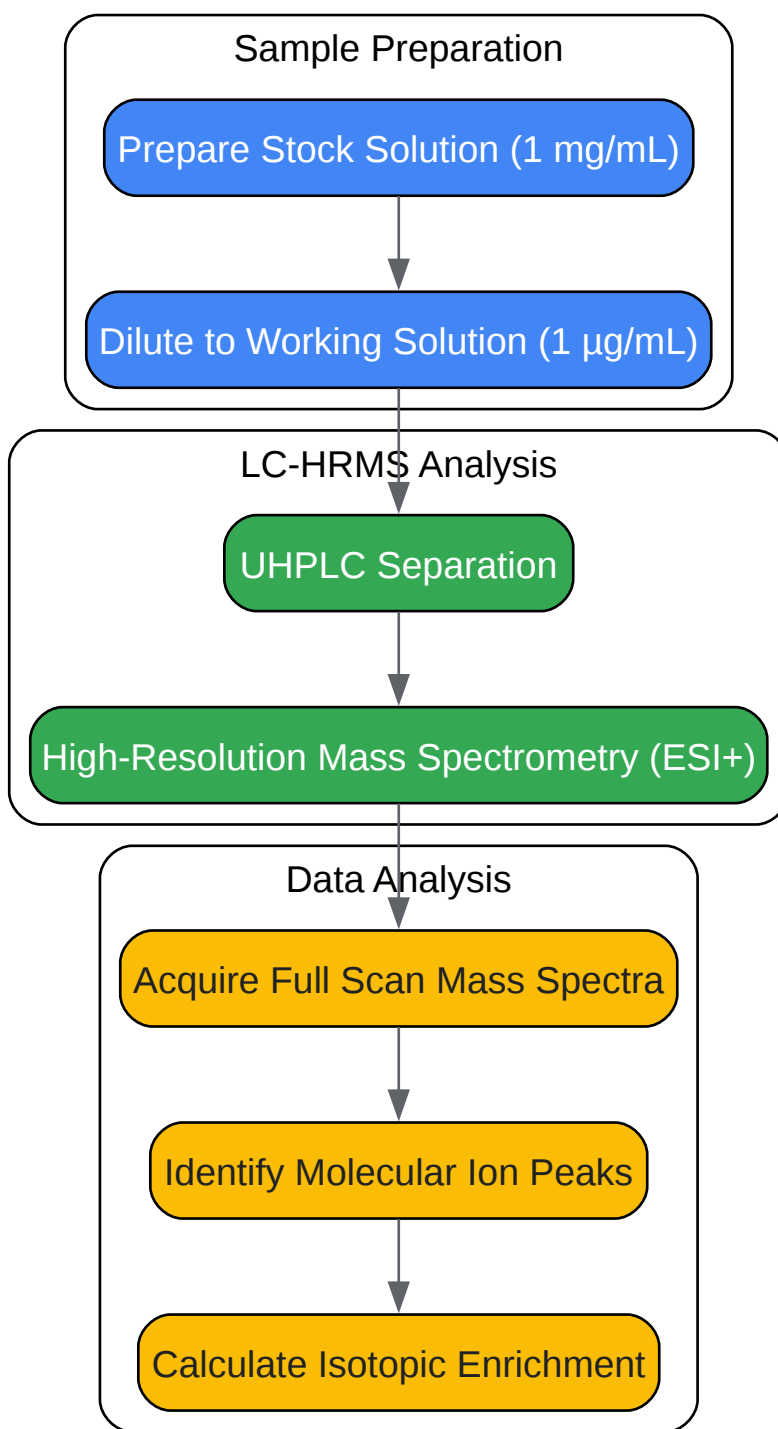 Sample Preparation
Prepare Stock Solution (1 mg/mL)
Dilute to Working Solution (1 µg/mL)
LC-HRMS Analysis
UHPLC Separation
High-Resolution Mass Spectrometry (ESI+)
Data Analysis
Acquire Full Scan Mass Spectra
Identify Molecular Ion Peaks
Calculate Isotopic Enrichment